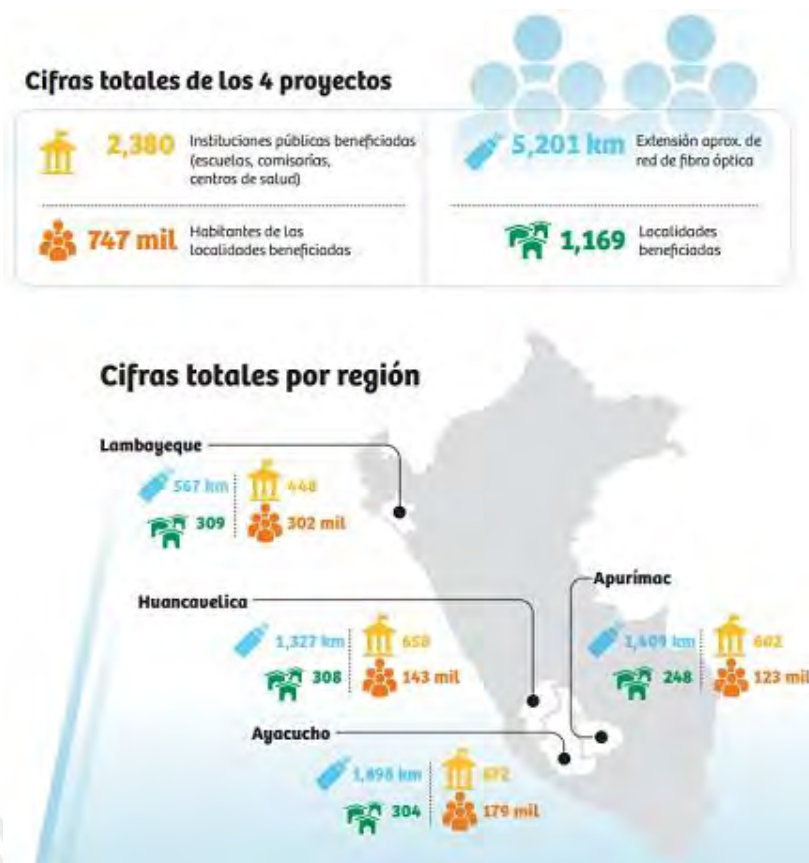 Cifras totales de los 4 proyectos
2,380
Instituciones públicas beneficiadas
(escuelas, comisarías,
centros de salud)
5,201 km
Extensión aprox. de
red de fibra óptica
747 mil
Habitantes de las
localidades beneficiadas
1,169
Localidades
beneficiadas
Cifras totales por región
Lambayeque
567 km
448
309
302 mil
Huancavelica
1,327 km
658
308
143 mil
Apurímac
1,409 km
602
248
123 mil
Ayacucho
1,898 km
672
304
179 mil